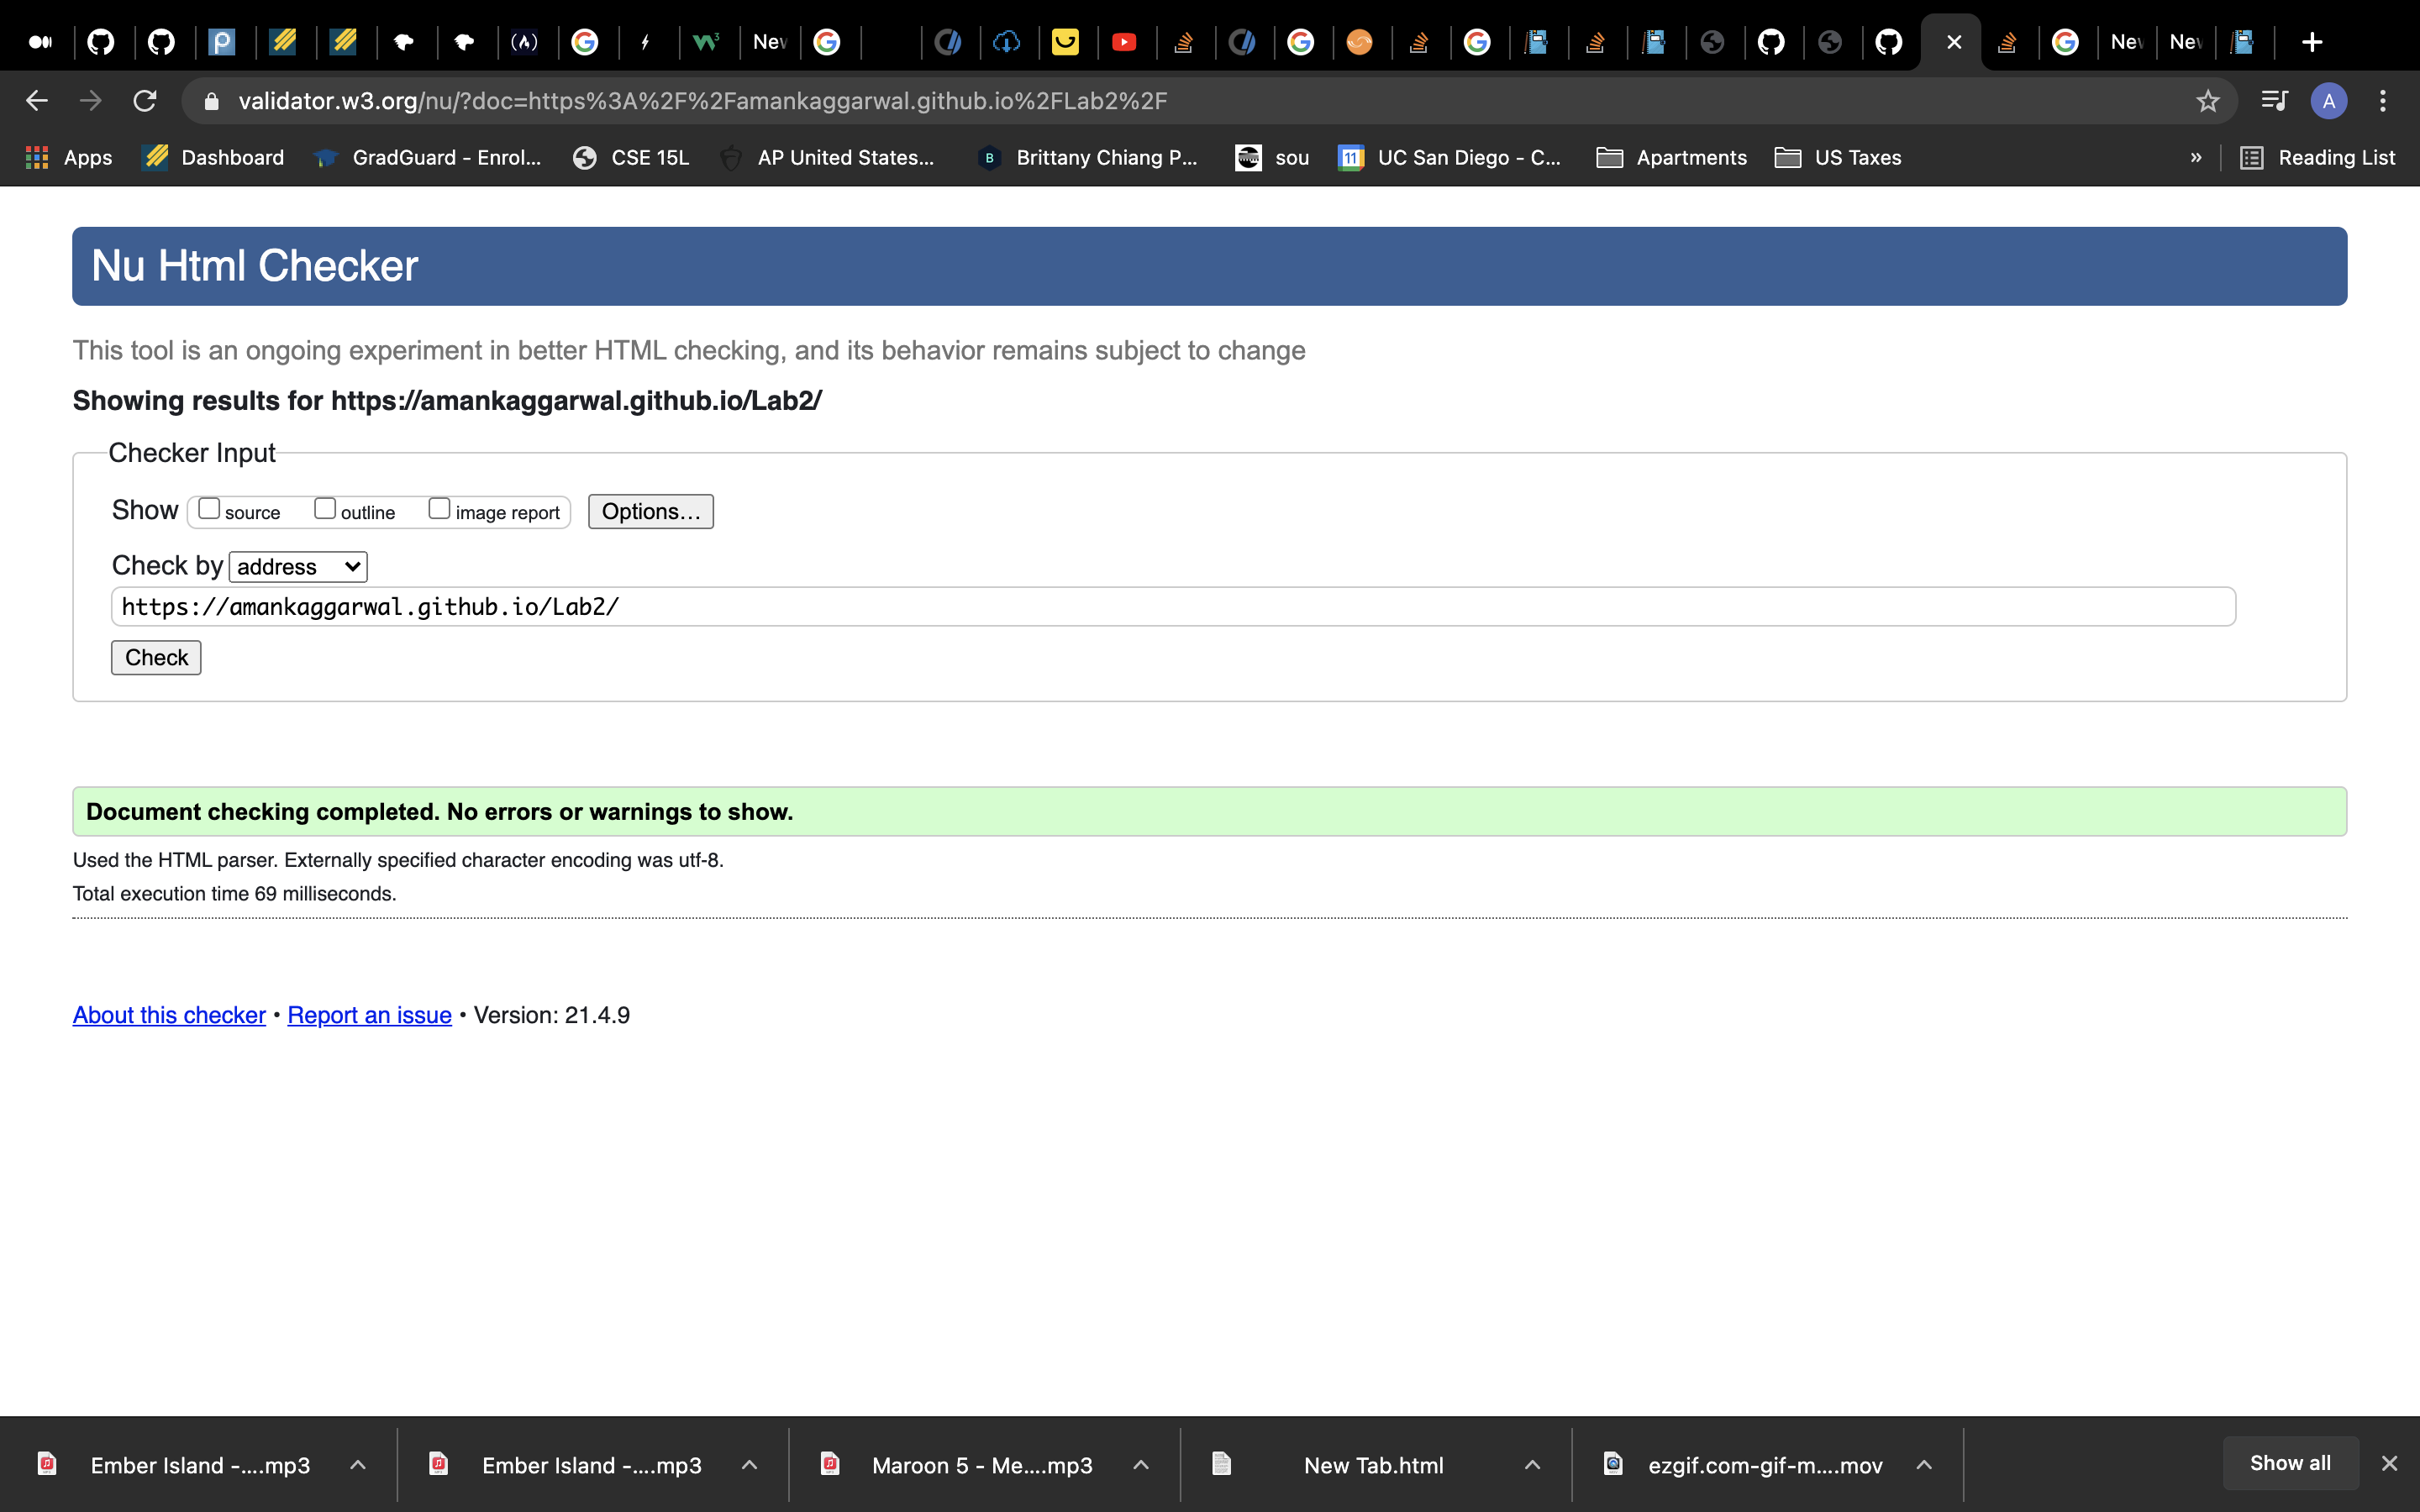 New
New
New
validator.w3.org/nu/?doc=https%3A%2F%2Famankaggarwal.github.io%2FLab2%2F
A
Apps
Dashboard
GradGuard - Enrol...
CSE 15L
AP United States...
B
Brittany Chiang P...
sou
11
UC San Diego - C...
Apartments
US Taxes
»
Reading List
Nu Html Checker
This tool is an ongoing experiment in better HTML checking, and its behavior remains subject to change
Showing results for https://amankaggarwal.github.io/Lab2/
Checker Input
Show source outline image report Options...
Check by address
https://amankaggarwal.github.io/Lab2/
Check
Document checking completed. No errors or warnings to show.
Used the HTML parser. Externally specified character encoding was utf-8.
Total execution time 69 milliseconds.
About this checker • Report an issue • Version: 21.4.9
Ember Island -....mp3
Ember Island -....mp3
Maroon 5 - Me....mp3
New Tab.html
ezgif.com-gif-m....mov
Show all